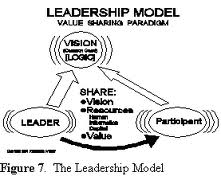 LEADERSHIP MODEL
VALUE SHARING PARADIGM
VISION
[LOGIC]
SHARE:
•Vision
•Resources
Human
Informatics
Capital
•Value
LEADER
Participant
Figure 7. The Leadership Model